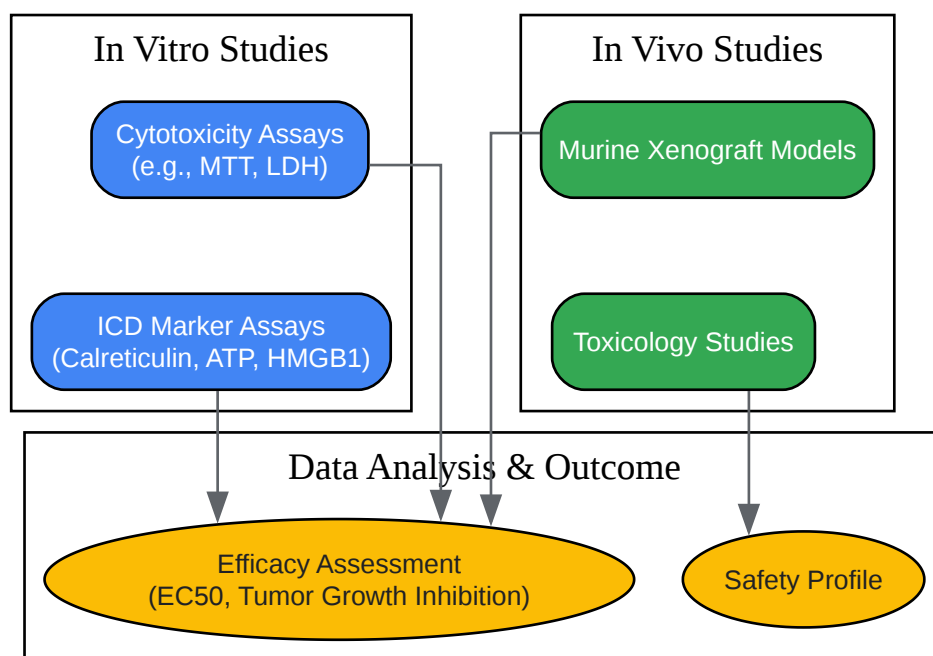 In Vitro Studies
Cytotoxicity Assays
(e.g., MTT, LDH)
ICD Marker Assays
(Calreticulin, ATP, HMGB1)
In Vivo Studies
Murine Xenograft Models
Toxicology Studies
Data Analysis & Outcome
Efficacy Assessment
(EC50, Tumor Growth Inhibition)
Safety Profile